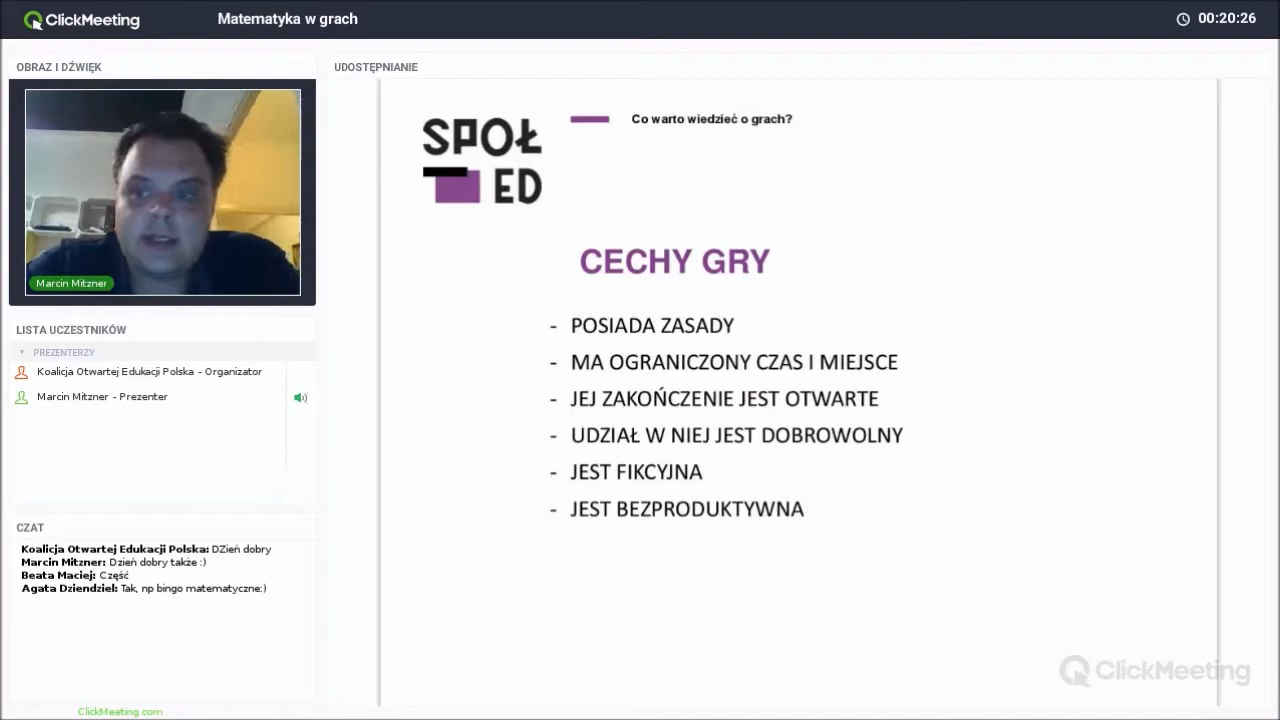 ClickMeeting
Matematyka w grach
00:20:26
OBRAZ I DŹWIĘK
Marcin Mitzner
LISTA UCZESTNIKÓW
PREZENTERZY
Koalicja Otwartej Edukacji Polska - Organizator
Marcin Mitzner - Prezenter
CZAT
Koalicja Otwartej Edukacji Polska: DZień dobry
Marcin Mitzner: Dzień dobry także :)
Beata Maciej: Część
Agata Dziendziel: Tak, np bingo matematyczne:)
ClickMeeting.com
UDOSTĘPNIANIE
SPOŁ
ED
Co warto wiedzieć o grach?
CECHY GRY
- POSIADA ZASADY
- MA OGRANICZONY CZAS I MIEJSCE
- JEJ ZAKOŃCZENIE JEST OTWARTE
- UDZIAŁ W NIEJ JEST DOBROWOLNY
- JEST FIKCYJNA
- JEST BEZPRODUKTYWNA
ClickMeeting